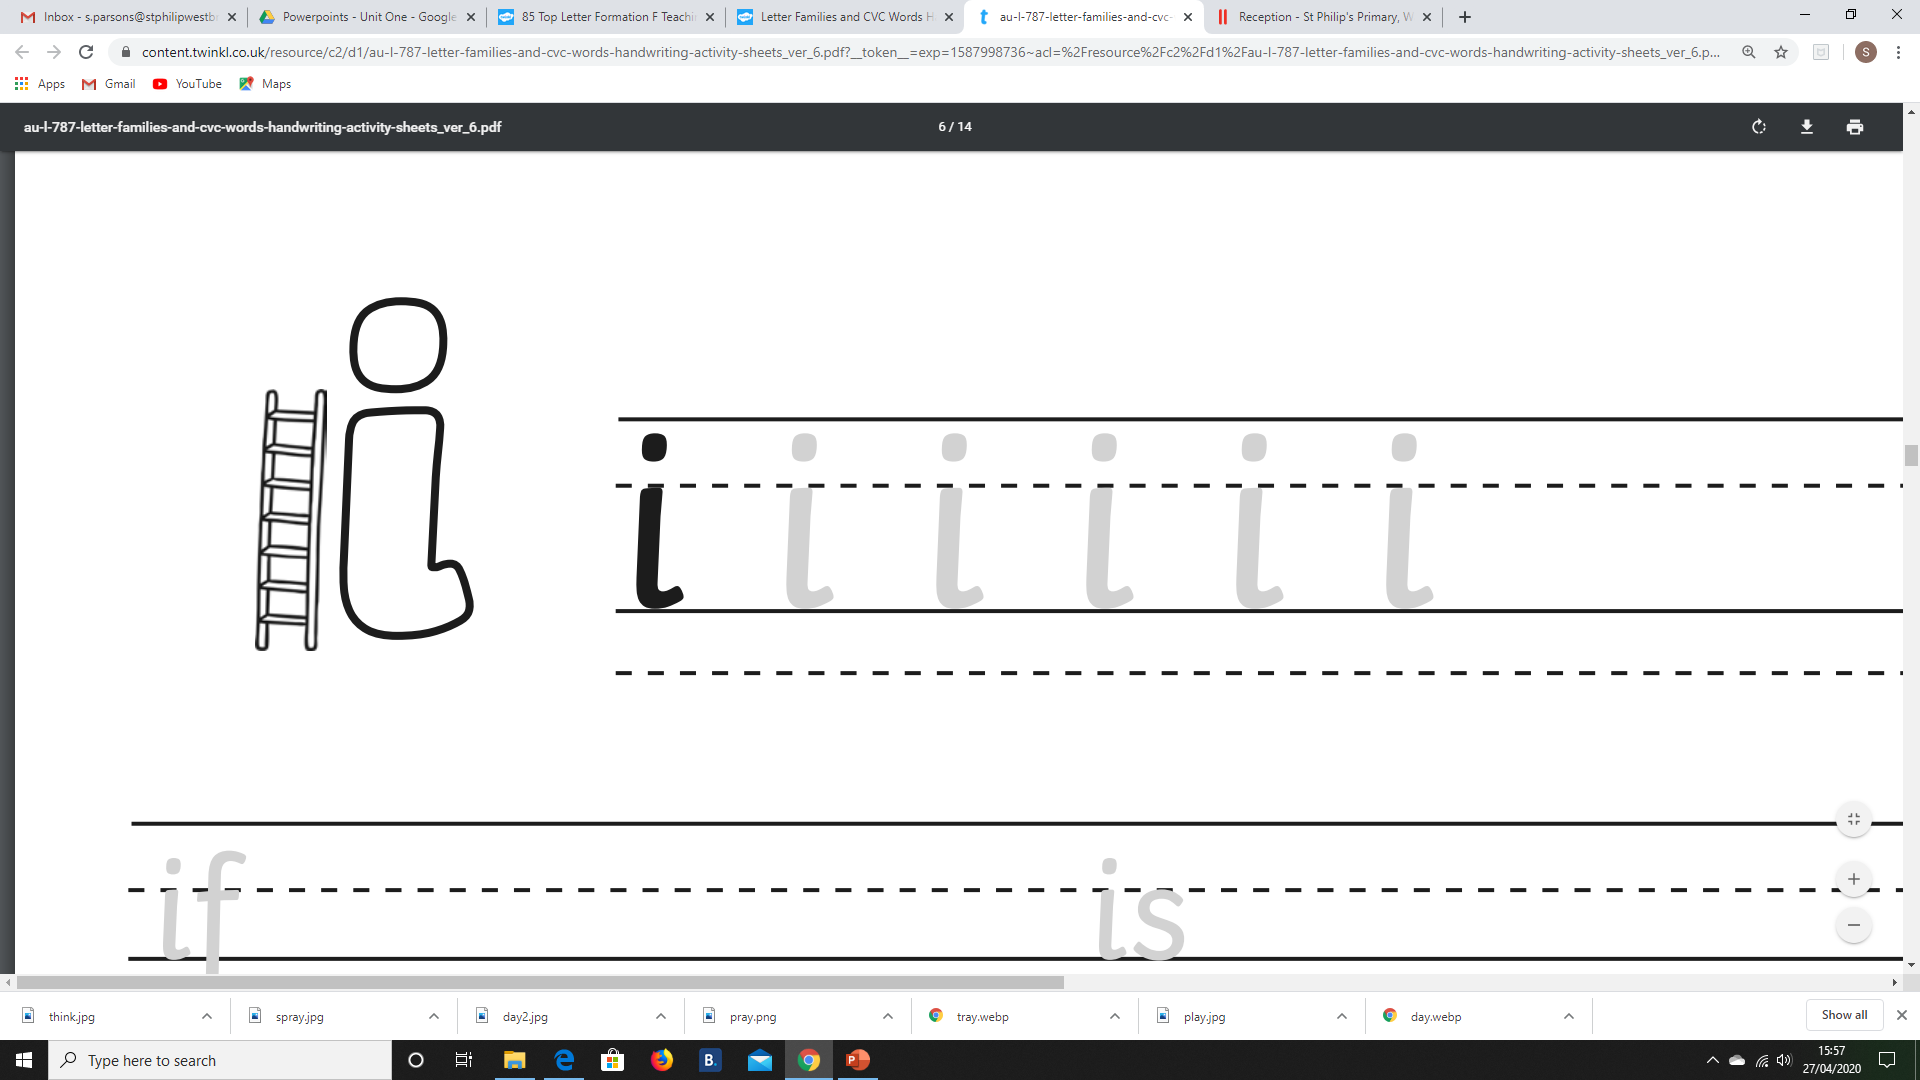 Inbox - s.parsons@stphilipwestbr
Powerpoints - Unit One - Google
85 Top Letter Formation F Teachi
Letter Families and CVC Words H
au-l-787-letter-families-and-cvc-
Reception - St Philip's Primary, W
content.twinkl.co.uk/resource/c2/d1/au-l-787-letter-families-and-cvc-words-handwriting-activity-sheets_ver_6.pdf?__token__=exp=1587998736~acl=%2Fresource%2Fc2%2Fd1%2Fau-l-787-letter-families-and-cvc-words-handwriting-activity-sheets_ver_6.p...
S
Apps Gmail YouTube Maps
au-l-787-letter-families-and-cvc-words-handwriting-activity-sheets_ver_6.pdf
6 / 14
i
i i i i i i
if is
think.jpg spray.jpg day2.jpg pray.png tray.webp play.jpg day.webp Show all
Type here to search
B.
15:57
27/04/2020